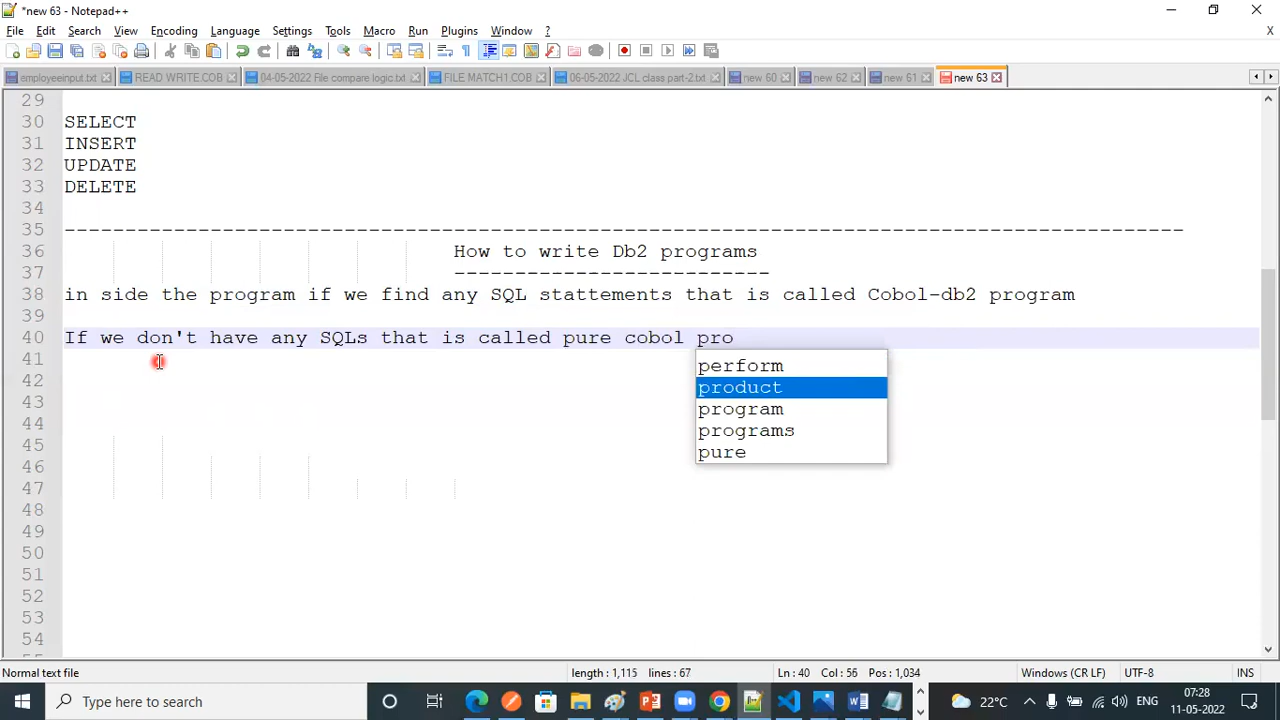 *new 63 - Notepad++
File Edit Search View Encoding Language Settings Tools Macro Run Plugins Window ? X
employeeinput.txt READ WRITE.COB 04-05-2022 File compare logic.txt FILE MATCH1 COB 06-05-2022 JCL class part-2.txt new 60 new 62 new 61 new 63
29
30 SELECT
31 INSERT
32 UPDATE
33 DELETE
34
35 --------------------------------------------------------------------------------------------
36 How to write Db2 programs
37 --------------------------
38 in side the program if we find any SQL stattements that is called Cobol-db2 program
39
40 If we don't have any SQLs that is called pure cobol pro
41
perform
42
product
43
program
44
programs
45
pure
46
47
48
49
50
51
52
53
54
Normal text file length : 1,115 lines : 67 Ln : 40 Col : 56 Pos : 1,034 Windows (CR LF) UTF-8 INS
Type here to search 22°C ENG 07:28
11-05-2022